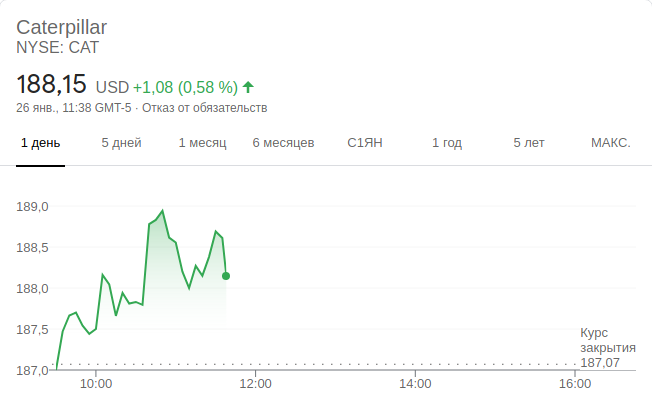 Caterpillar
NYSE: CAT
188,15 USD +1,08 (0,58 %)
26 янв., 11:38 GMT-5 · Отказ от обязательств
1 день 5 дней 1 месяц 6 месяцев С1ЯН 1 год 5 лет МАКС.
189,0
188,5
188,0
187,5
187,0
Курс
закрытия
187,07
10:00 12:00 14:00 16:00